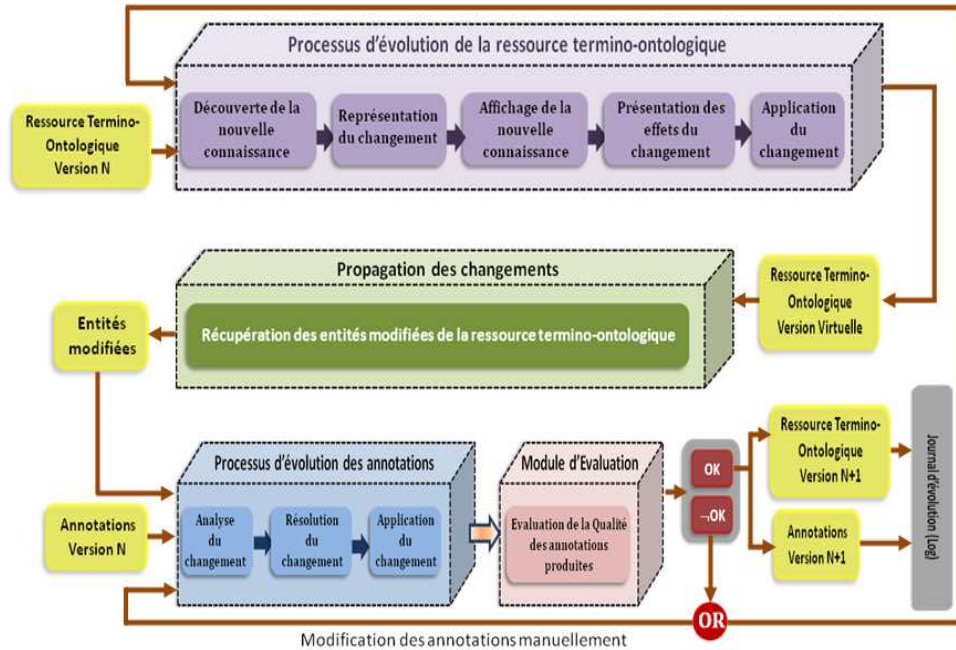 Processus d'évolution de la ressource termino-ontologique
Ressource Termino-
Ontologique
Version N
Découverte de la
nouvelle
connaissance
Représentation
du changement
Affichage de la
nouvelle
connaissance
Présentation des
effets du
changement
Application
du
changement
Propagation des changements
Récupération des entités modifiées de la ressource termino-ontologique
Ressource Termino-
Ontologique
Version Virtuelle
Entités
modifiées
Processus d'évolution des annotations
Annotations
Version N
Analyse
du
changement
Résolution
du
changement
Application
du
changement
Module d'Evaluation
Evaluation de la Qualité
des annotations
produites
OK
¬OK
OR
Ressource Termino-
Ontologique
Version N+1
Annotations
Version N+1
Journal d'évolution (Log)
Modification des annotations manuellement